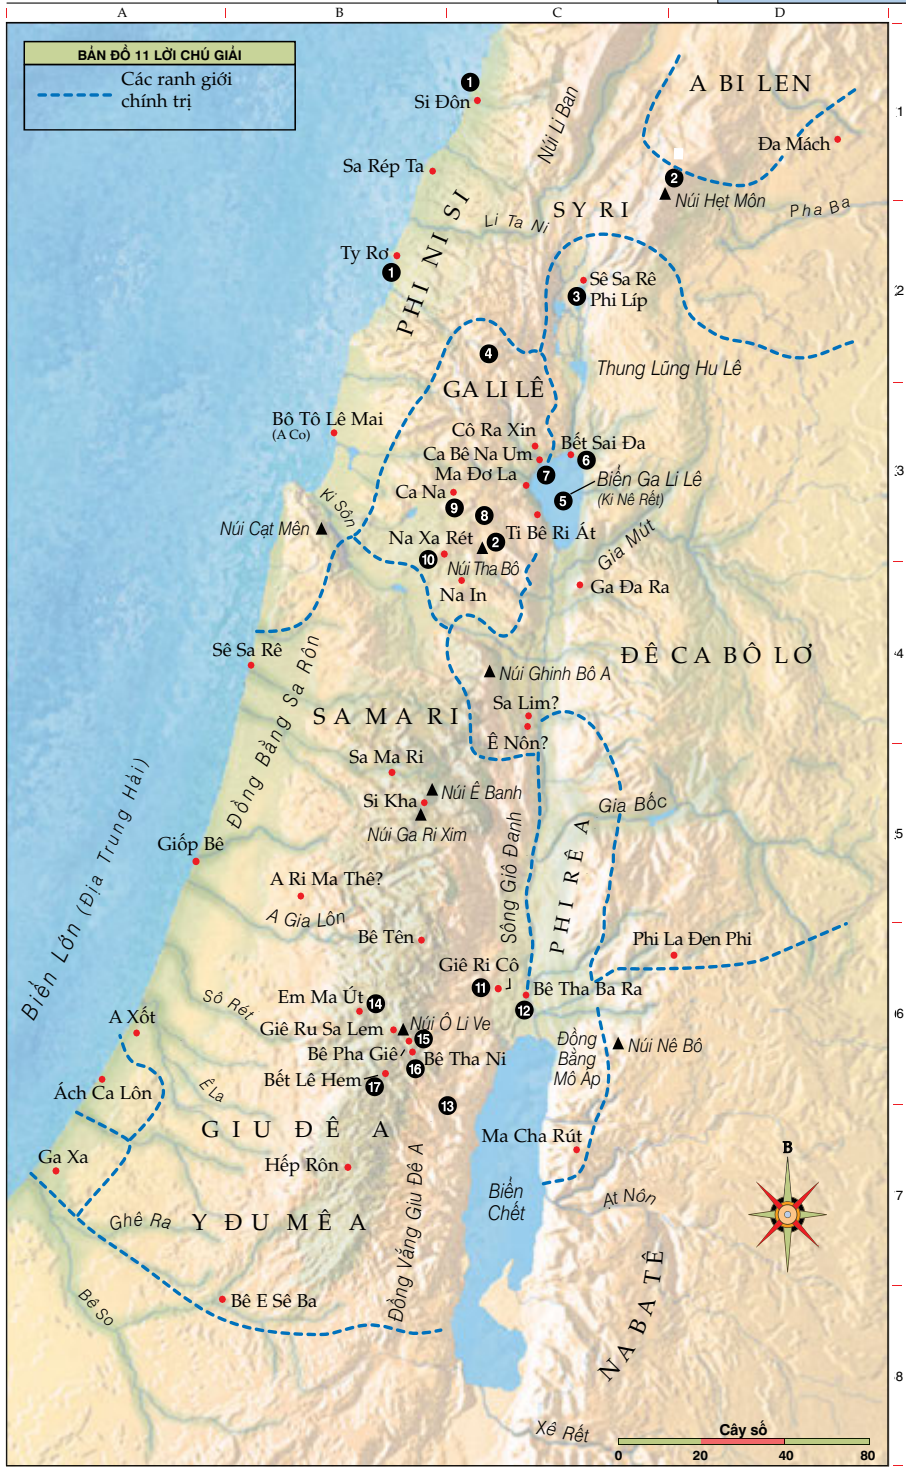 A B C D
BẢN ĐỒ 11 LỜI CHÚ GIẢI
Các ranh giới
chính trị
1
Si Đôn
Núi Li Ban
A BI LEN
1
Đa Mách
Sa Rép Ta
2
Núi Hẹt Môn
Pha Ba
SY RI
Li Ta Ni
PHI NI SI
Ty Rơ
1
Sê Sa Rê
3
Phi Líp
2
4
Thung Lũng Hu Lê
GA LI LÊ
Bô Tô Lê Mai
(A Co)
Cô Ra Xin
Bết Sai Đa
Ca Bê Na Um
6
Ma Đơ La
7
Biển Ga Li Lê
(Ki Nê Rết)
3
5
Ca Na
9
8
Ki Sôn
Núi Cạt Mên
Ti Bê Ri Át
Na Xa Rét
2
10
Núi Tha Bô
Gia Mút
Na In
Ga Đa Ra
Sê Sa Rê
4
ĐÊ CA BÔ LƠ
Núi Ghinh Bô A
Đồng Bằng Sa Rôn
Sa Lim?
SA MA RI
Ê Nôn?
Sa Ma Ri
Núi Ê Banh
Si Kha
Núi Ga Ri Xim
Gia Bốc
5
Giốp Bê
PHI RÊ A
Sông Giô Đanh
Biển Lớn (Địa Trung Hải)
A Ri Ma Thê?
A Gia Lôn
Bê Tên
Phi La Đen Phi
Giê Ri Cô
11
Bê Tha Ba Ra
12
Sô Rét
Em Ma Út
14
6
A Xốt
Giê Ru Sa Lem
Núi Ô Li Ve
15
Bê Pha Giê
Bê Tha Ni
16
Đồng
Bằng
Mô Áp
Núi Nê Bô
Bết Lê Hem
17
Ách Ca Lôn
Ê La
13
GIU ĐÊ A
Ma Cha Rút
Ga Xa
Hếp Rôn
B
Biển
Chết
7
Ạt Nôn
Ghê Ra
Y ĐU MÊ A
Đồng Vắng Giu Đê A
Bê So
Bê E Sê Ba
NA BA TÊ
8
Xê Rết
Cây số
0 20 40 80